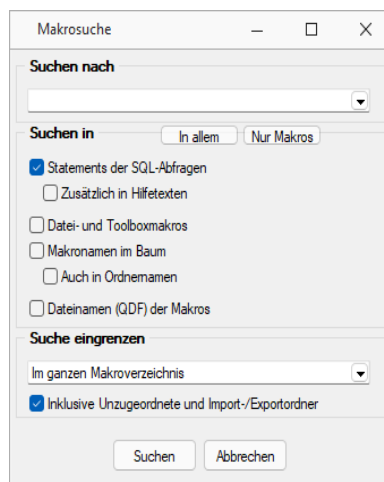 Makrosuche
Suchen nach
Suchen in In allem Nur Makros
Statements der SQL-Abfragen
Zusätzlich in Hilfetexten
Datei- und Toolboxmakros
Makronamen im Baum
Auch in Ordnernamen
Dateinamen (QDF) der Makros
Suche eingrenzen
Im ganzen Makroverzeichnis
Inklusive Unzugeordnete und Import-/Exportordner
Suchen Abbrechen